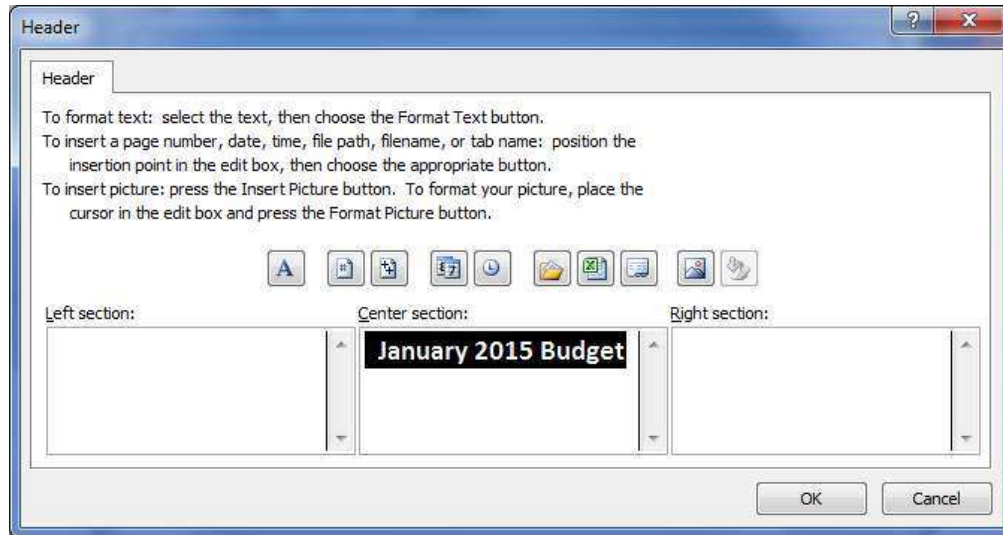 Header
Header
To format text: select the text, then choose the Format Text button.
To insert a page number, date, time, file path, filename, or tab name: position the
insertion point in the edit box, then choose the appropriate button.
To insert picture: press the Insert Picture button. To format your picture, place the
cursor in the edit box and press the Format Picture button.
A
Left section:
Center section:
Right section:
January 2015 Budget
OK
Cancel